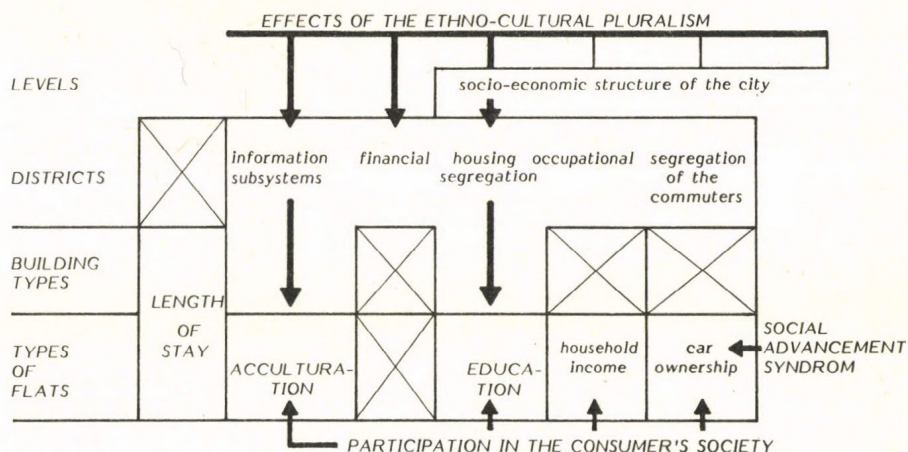 EFFECTS OF THE ETHNO-CULTURAL PLURALISM
LEVELS
socio-economic structure of the city
DISTRICTS
information
subsystems
financial
housing
segregation
occupational
segregation
of the
commuters
BUILDING
TYPES
LENGTH
OF
STAY
TYPES
OF
FLATS
ACCULTURA-
TION
EDUCA-
TION
household
income
car
ownership
SOCIAL
ADVANCEMENT
SYNDROM
PARTICIPATION IN THE CONSUMER'S SOCIETY